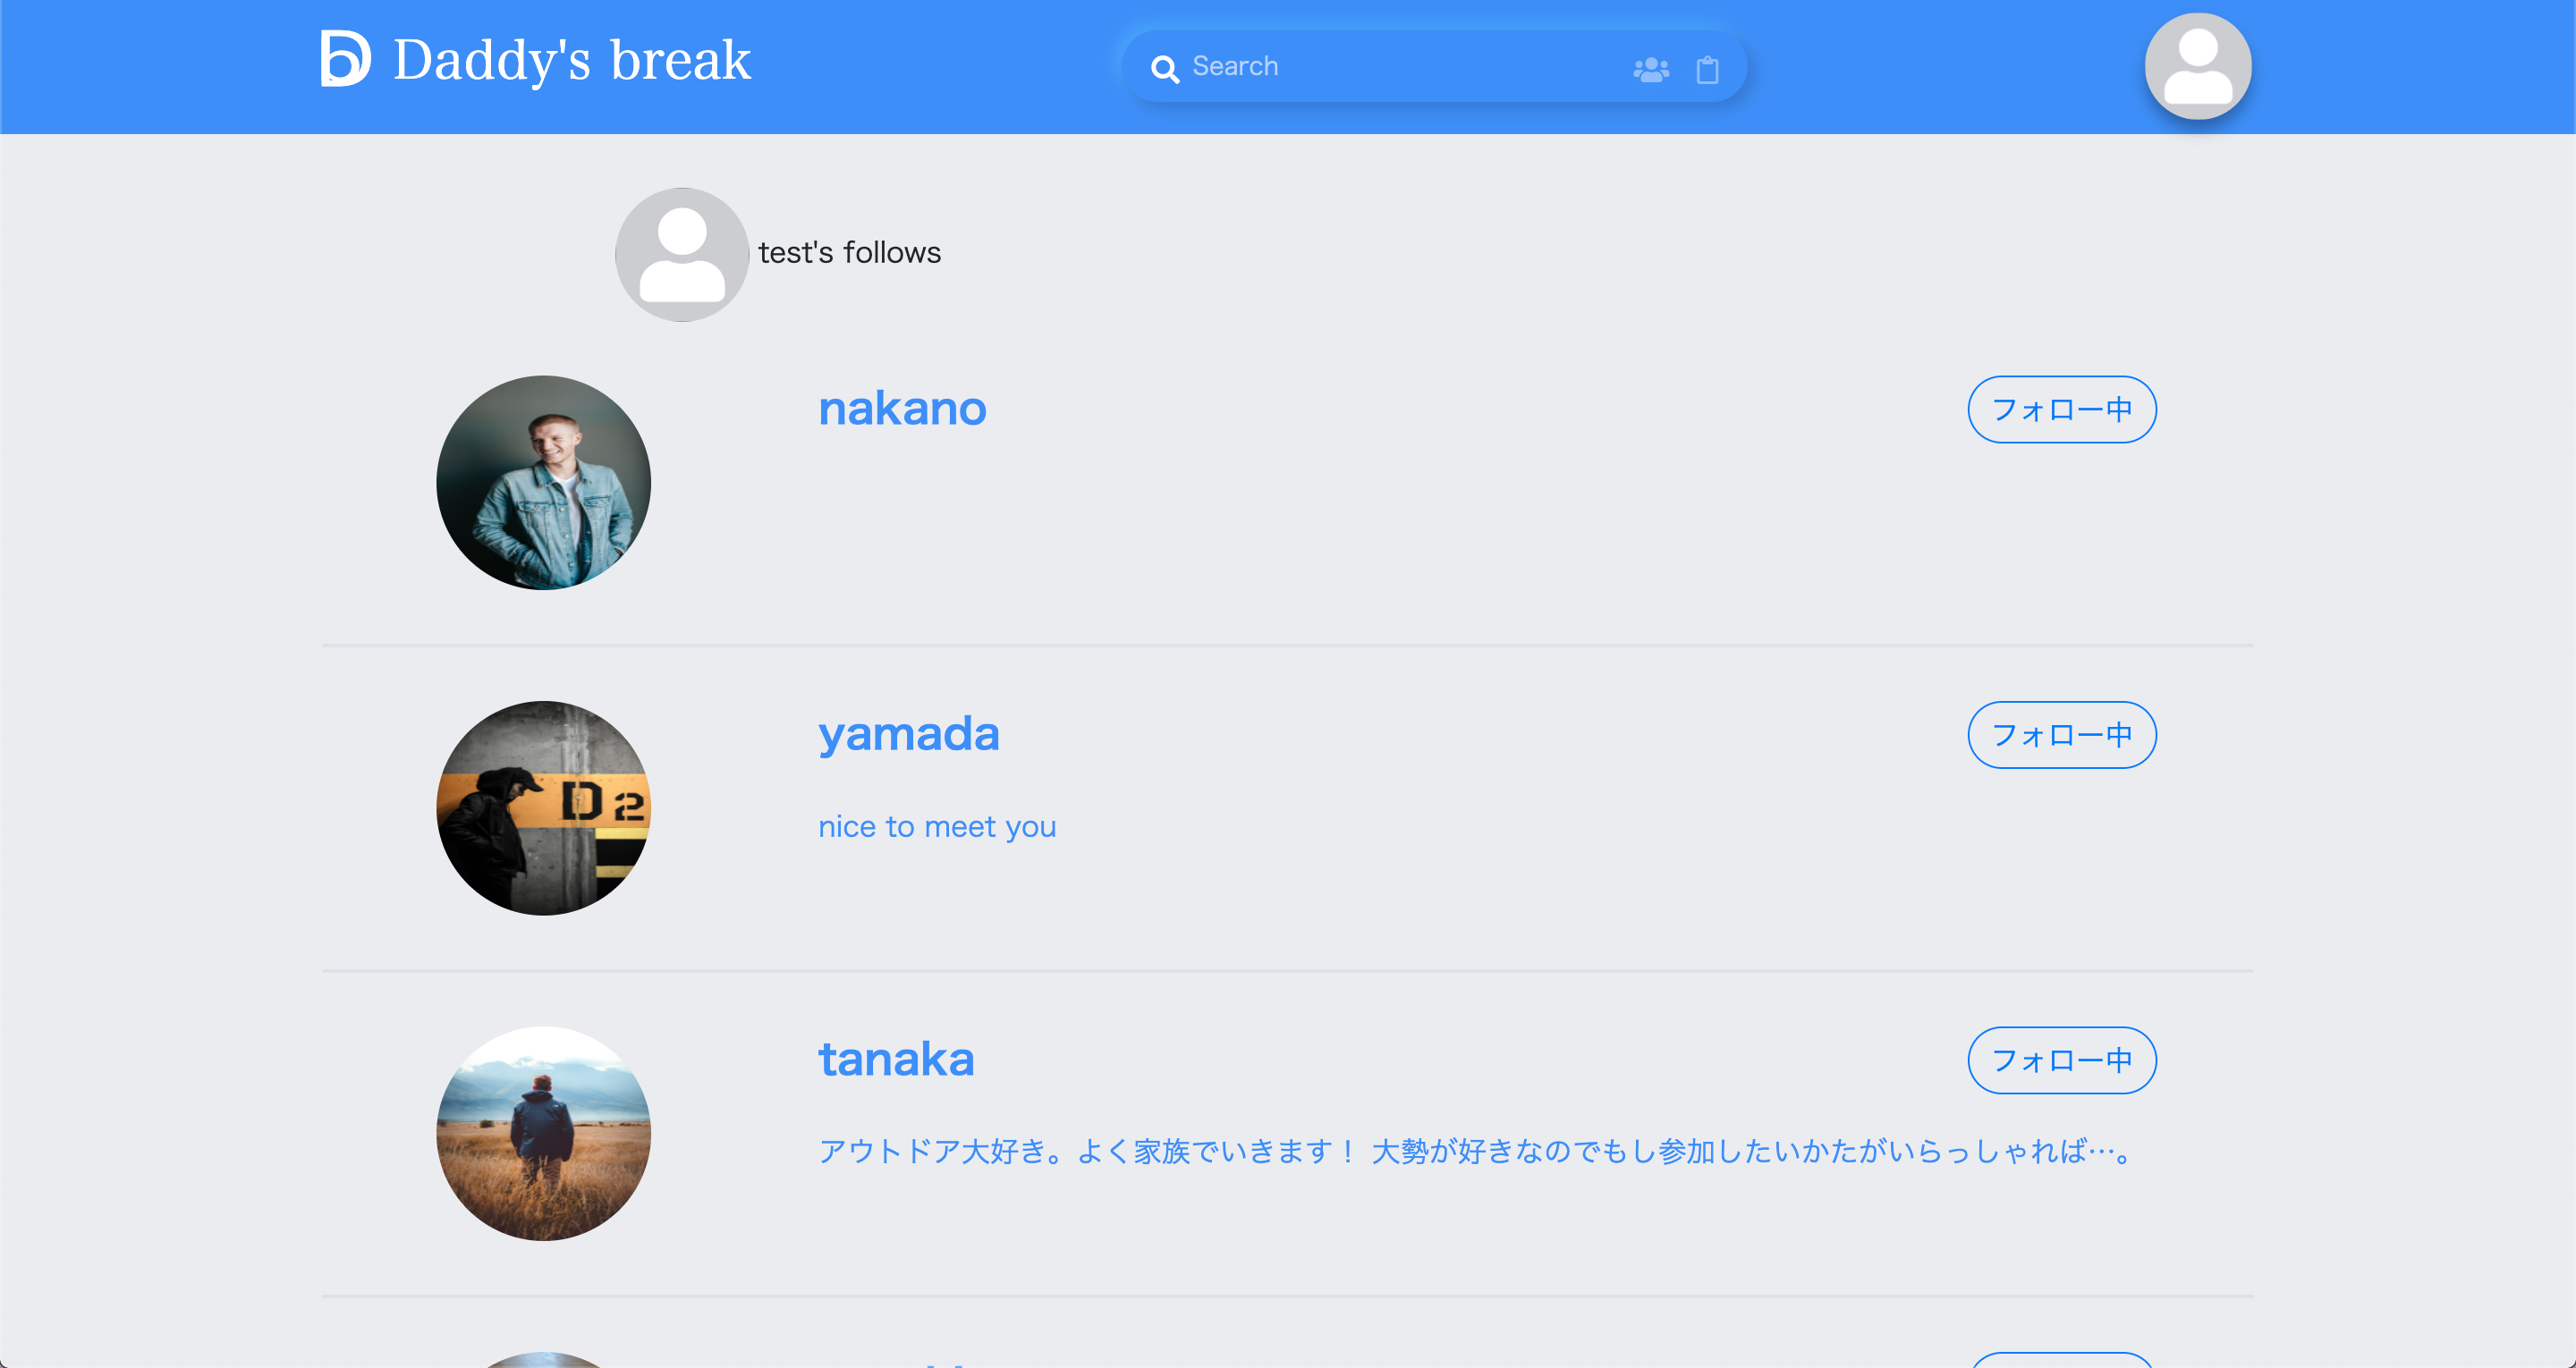 Daddy's break
Search
test's follows
nakano
フォロー中
D2
yamada
nice to meet you
フォロー中
tanaka
アウトドア大好き。よく家族でいきます！ 大勢が好きなのでもし参加したいかたがいらっしゃれば…。
フォロー中